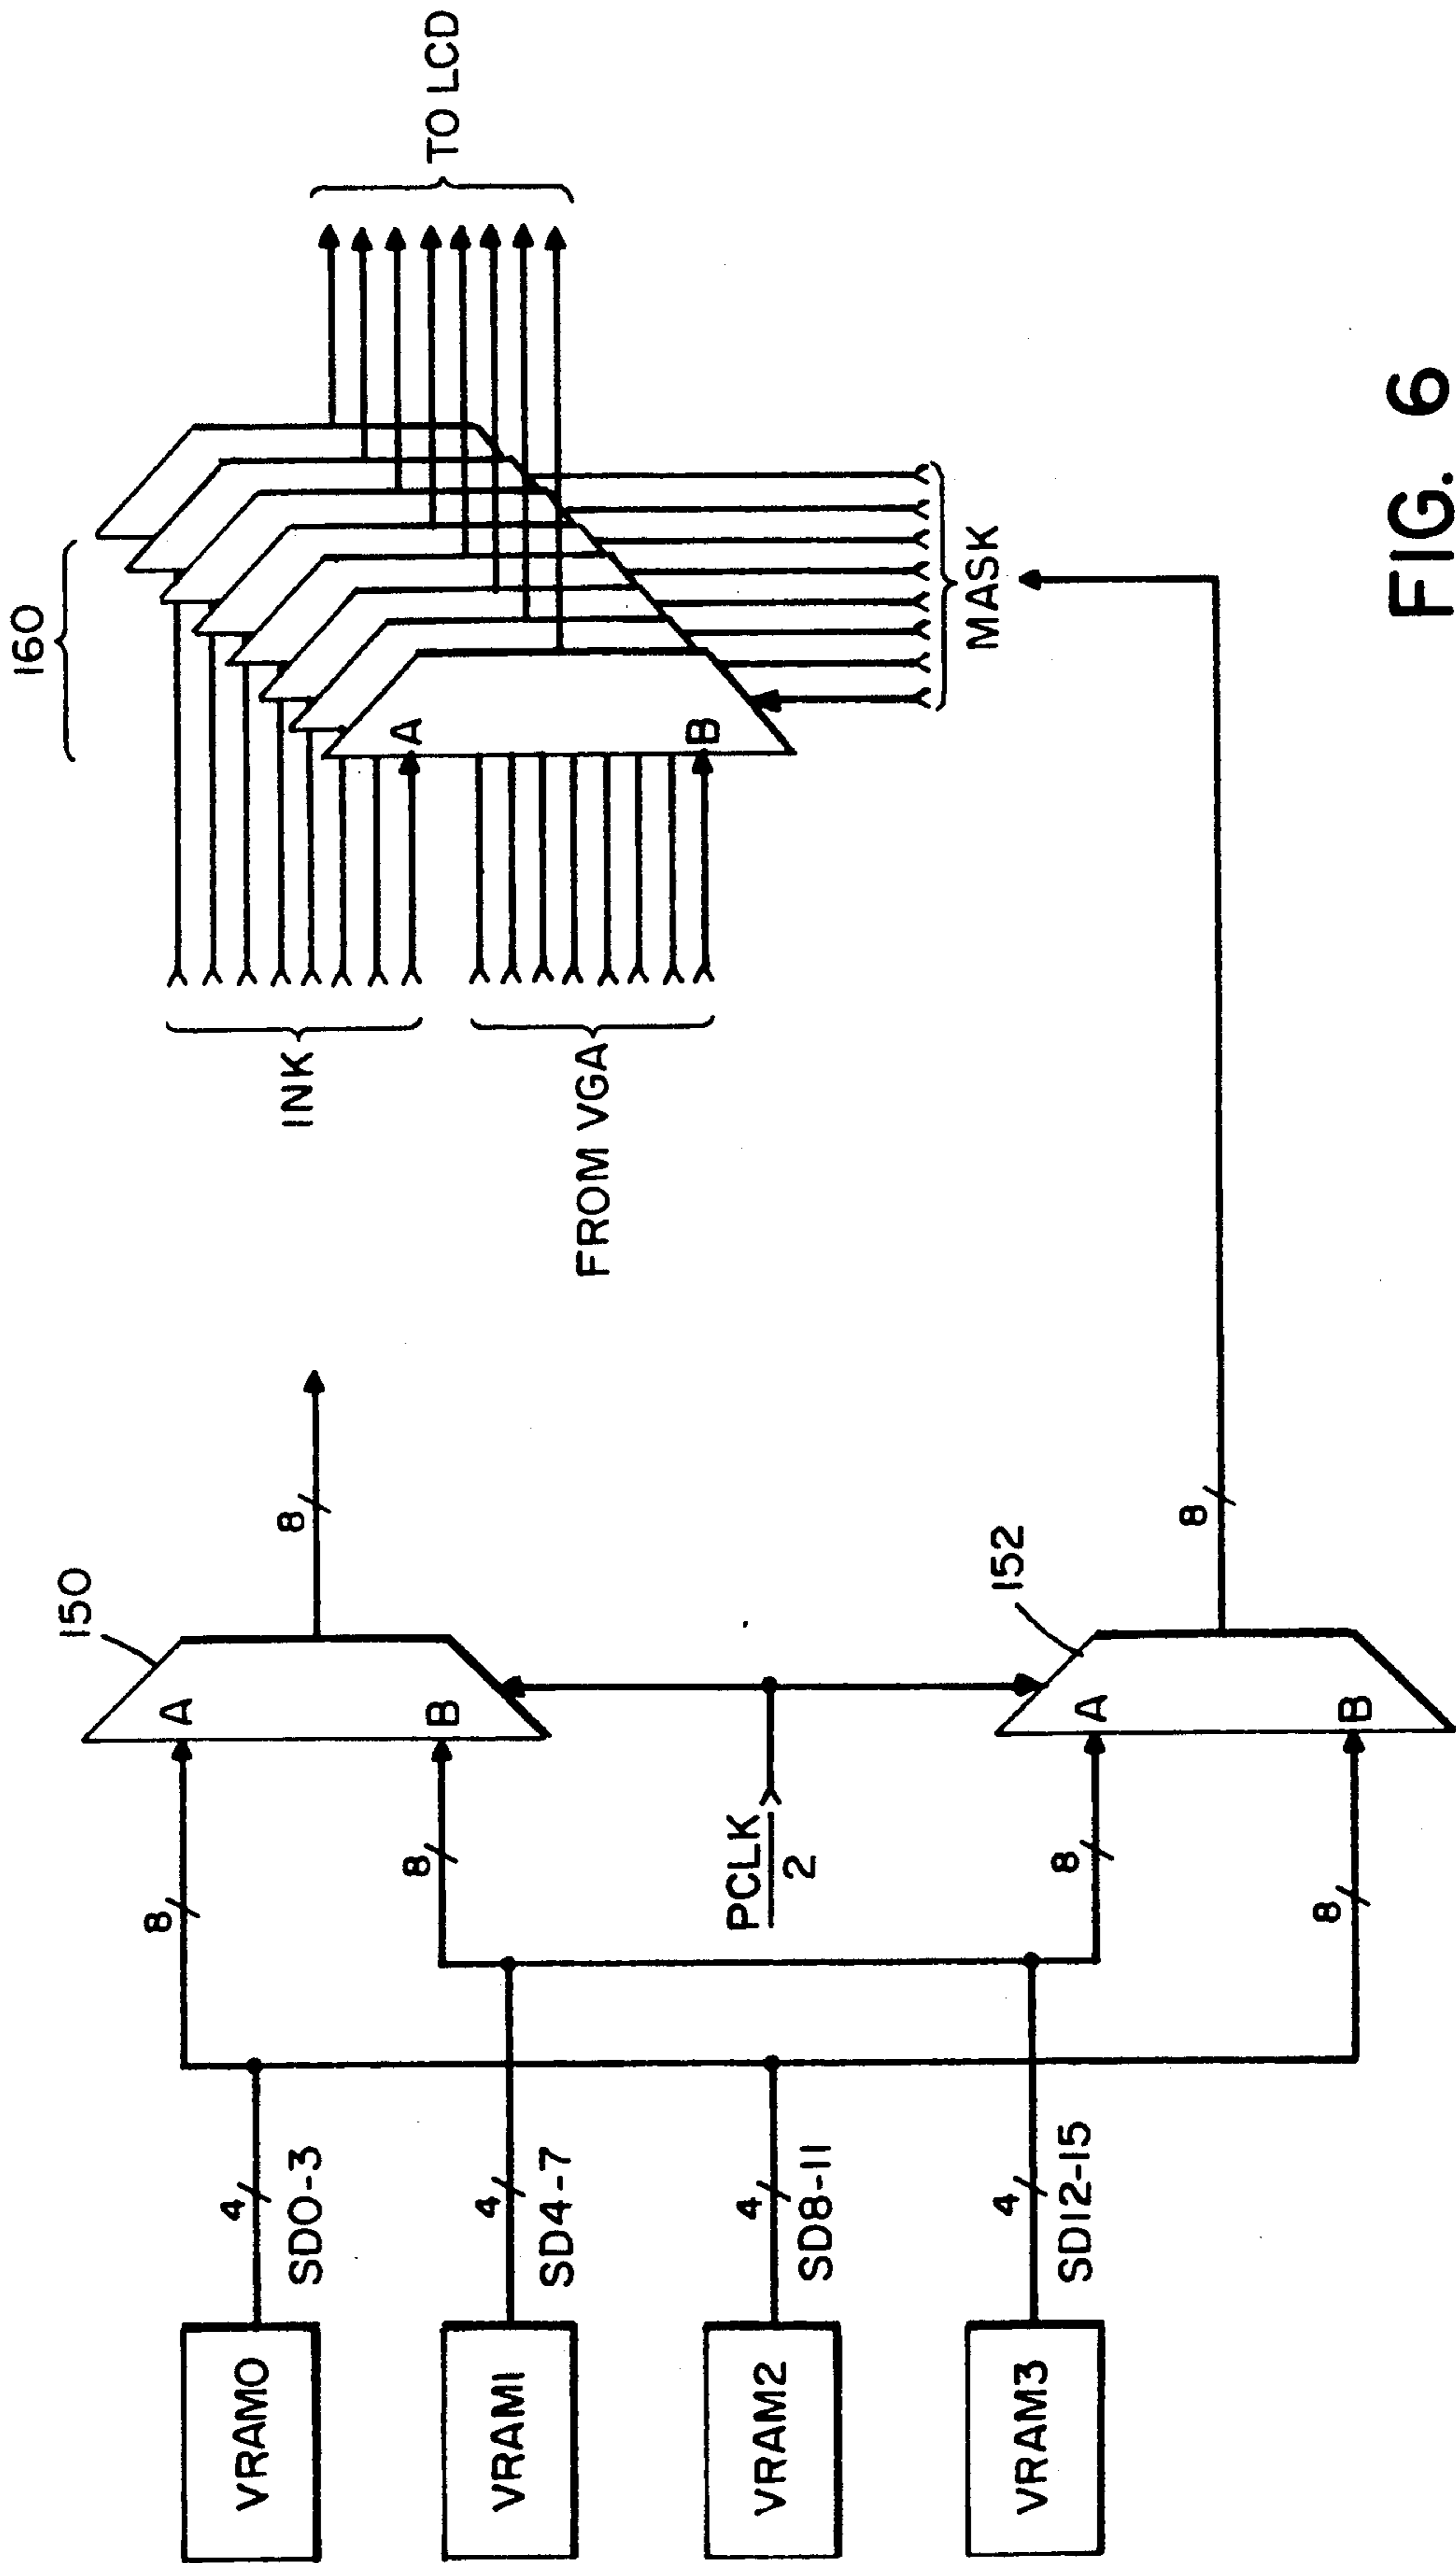 160
TO LCD
A
B
INK
FROM VGA
MASK
150
A
B
8
8
8
PCLK
2
152
A
B
8
8
8
VRAM0
4
SD0-3
VRAM1
4
SD4-7
VRAM2
4
SD8-11
VRAM3
4
SD12-15
FIG. 6